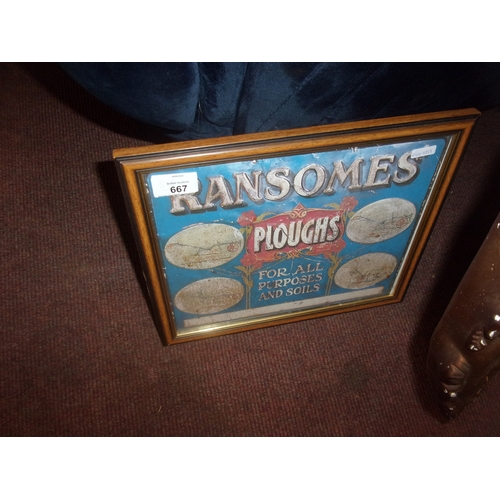 667
RANSOMES
PLOUGHS
FOR ALL
PURPOSES
AND SOILS